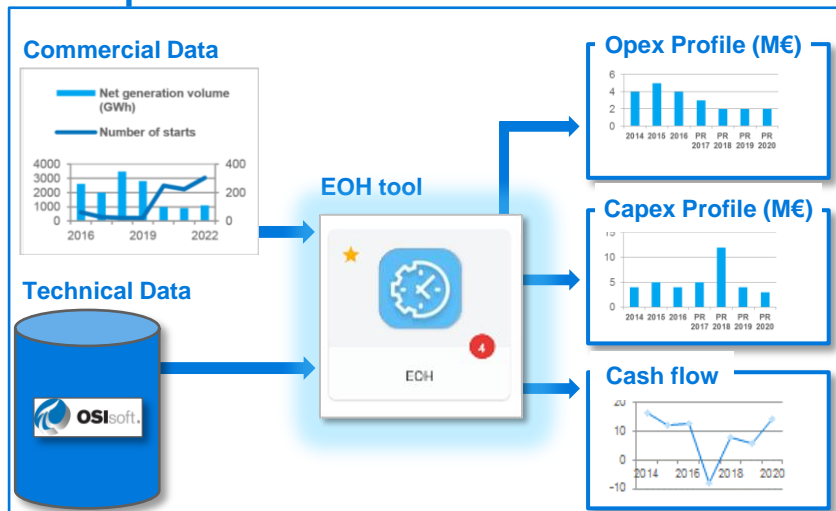 Commercial Data
Net generation volume
(GWh)
Number of starts
4000
3000
2000
1000
0
400
200
0
2016
2019
2022
Technical Data
OSIsoft.
EOH tool
4
EOH
Opex Profile (M€)
6
4
2
0
2014
2015
2016
PR
2017
PR
2018
PR
2019
PR
2020
Capex Profile (M€)
15
10
5
0
2014
2015
2016
PR
2017
PR
2018
PR
2019
PR
2020
Cash flow
20
10
0
-10
2014
2016
2018
2020